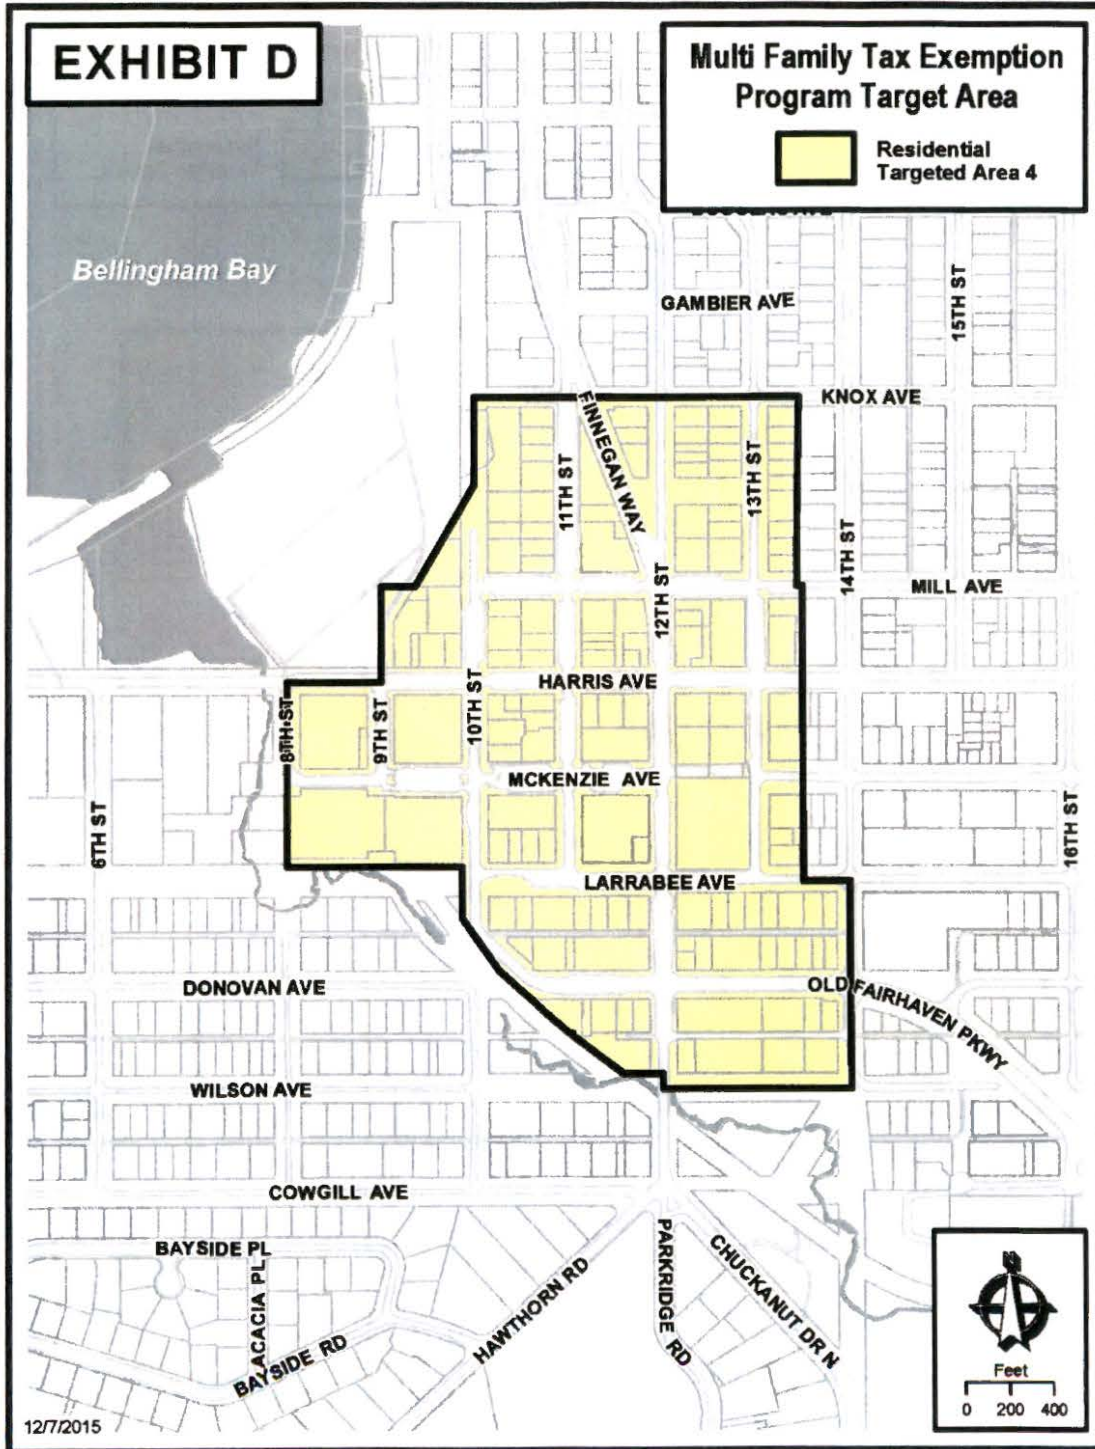 EXHIBIT D
Multi Family Tax Exemption
Program Target Area
Residential
Targeted Area 4
Bellingham Bay
GAMBIER AVE
15TH ST
KNOX AVE
FINNEGAN WAY
11TH ST
13TH ST
14TH ST
MILL AVE
12TH ST
HARRIS AVE
8TH ST
9TH ST
10TH ST
MCKENZIE AVE
6TH ST
16TH ST
LARRABEE AVE
DONOVAN AVE
OLD FAIRHAVEN PKWY
WILSON AVE
COWGILL AVE
BAYSIDE PL
ACACIA PL
BAYSIDE RD
HAWTHORN RD
PARKRIDGE RD
CHUCKANUT DR N
N
Feet
0 200 400
12/7/2015